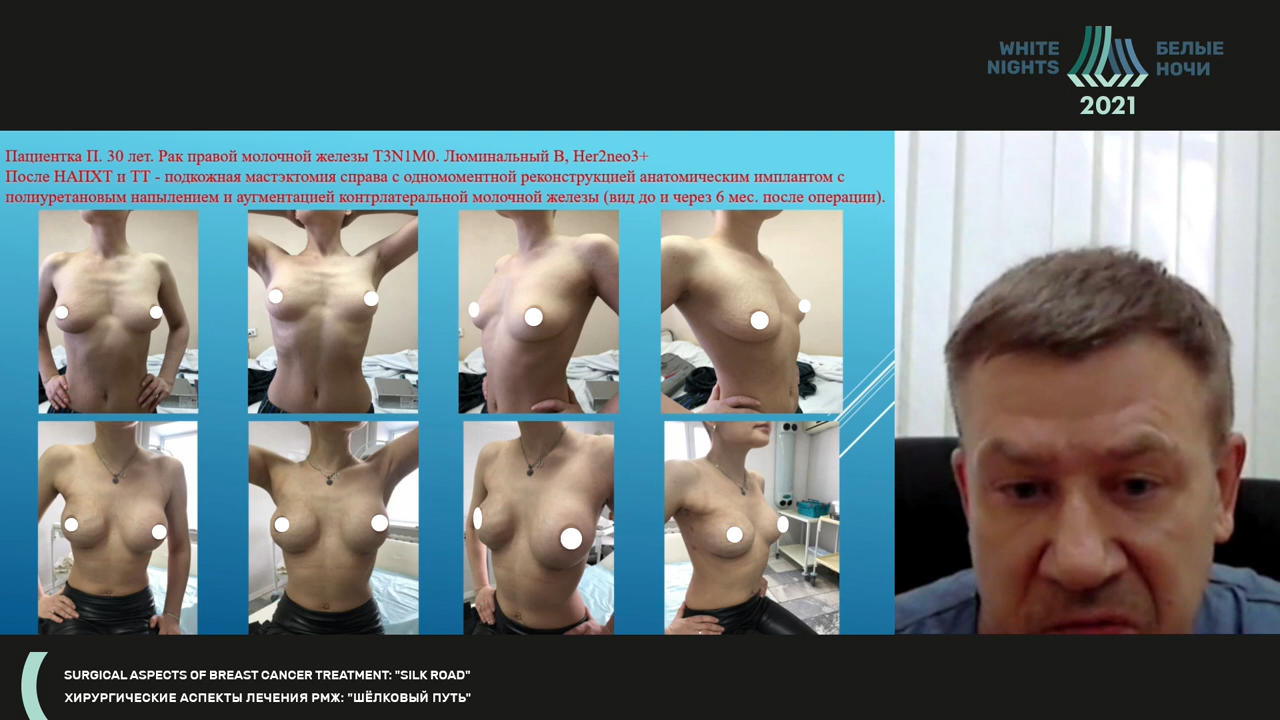 WHITE NIGHTS
БЕЛЫЕ НОЧИ
2021
Пациентка П. 30 лет. Рак правой молочной железы T3N1M0. Люминальный В, Her2neo3+
После НАПХТ и ТТ - подкожная мастэктомия справа с одномоментной реконструкцией анатомическим имплантом с
полиуретановым напылением и аугментацией контрлатеральной молочной железы (вид до и через 6 мес. после операции).
SURGICAL ASPECTS OF BREAST CANCER TREATMENT: "SILK ROAD"
ХИРУРГИЧЕСКИЕ АСПЕКТЫ ЛЕЧЕНИЯ РМЖ: "ШЁЛКОВЫЙ ПУТЬ"